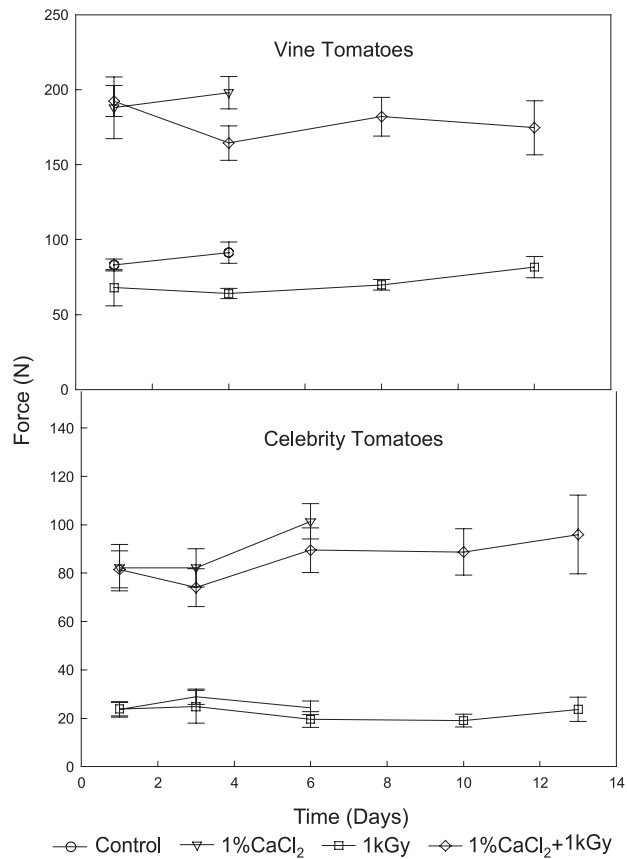 250
Vine Tomatoes
200
150
100
50
0
Force (N)
Celebrity Tomatoes
140
120
100
80
60
40
20
0
0 2 4 6 8 10 12 14
Time (Days)
Control 1%CaCl₂ 1kGy 1%CaCl₂+1kGy